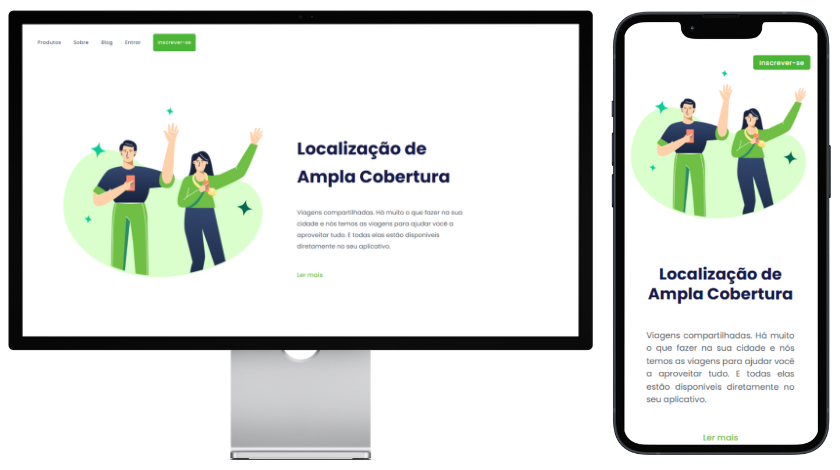 Produtos Sobre Blog Entrar Inscrever-se
Localização de
Ampla Cobertura
Viagens compartilhadas. Há muito o que fazer na sua
cidade e nós temos as viagens para ajudar você a
aproveitar tudo. E todas elas estão disponíveis
diretamente no seu aplicativo.
Ler mais
Inscrever-se
Localização de
Ampla Cobertura
Viagens compartilhadas. Há muito
o que fazer na sua cidade e nós
temos as viagens para ajudar você
a aproveitar tudo. E todas elas
estão disponíveis diretamente no
seu aplicativo.
Ler mais